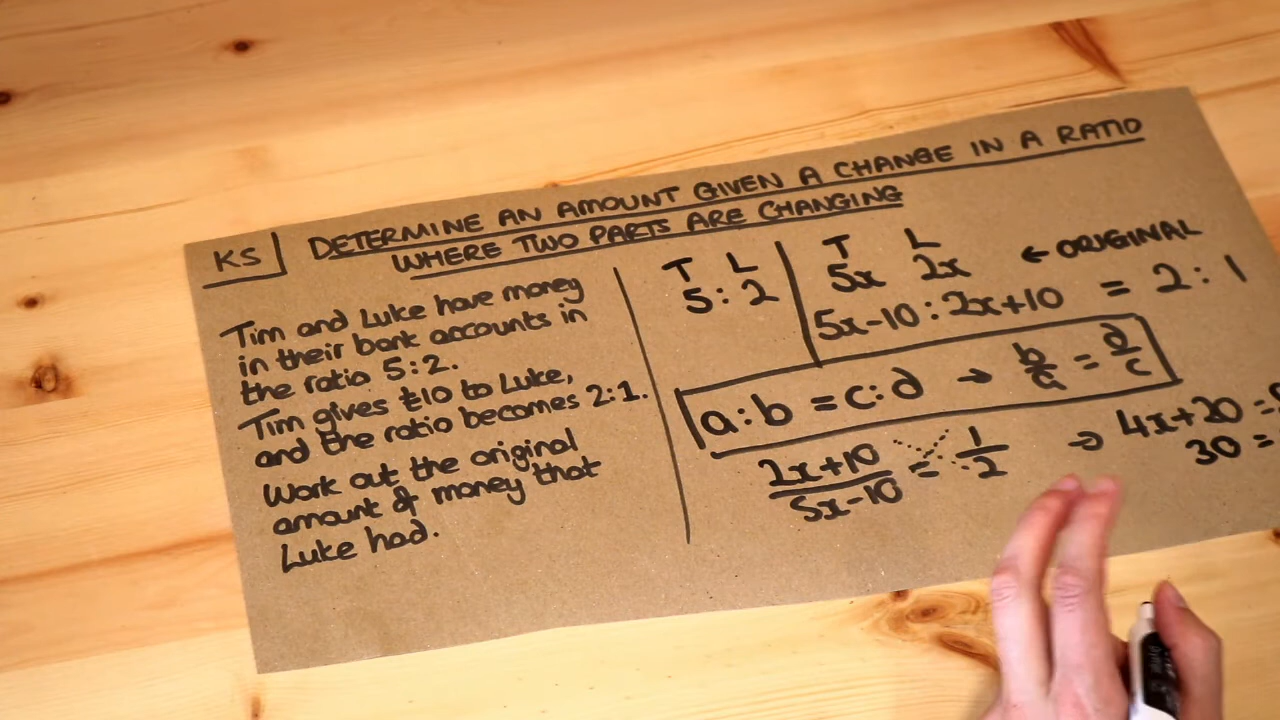 KS
DETERMINE AN AMOUNT GIVEN A CHANGE IN A RATIO
WHERE TWO PARTS ARE CHANGING
Tim and Luke have money
in their bank accounts in
the ratio 5:2.
Tim gives £10 to Luke,
and the ratio becomes 2:1.
Work out the original
amount of money that
Luke had.
T L
5:2
T L
5x 2x ← ORIGINAL
5x-10:2x+10 = 2:1
a:b = c:d → b/a = d/c
2x+10/5x-10 = 1/2
→ 4x+20 =
30 =